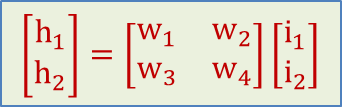 [h₁] = [w₁ w₂] [i₁]
[h₂] [w₃ w₄] [i₂]